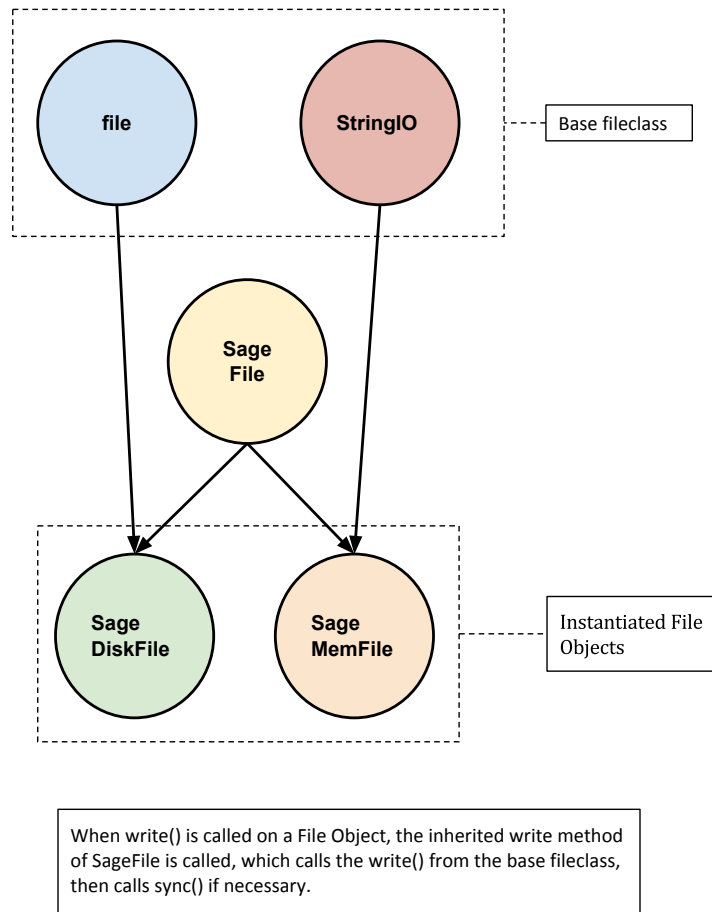 file
StringIO
Base fileclass
Sage
File
Sage
DiskFile
Sage
MemFile
Instantiated File
Objects
When write() is called on a File Object, the inherited write method
of SageFile is called, which calls the write() from the base fileclass,
then calls sync() if necessary.